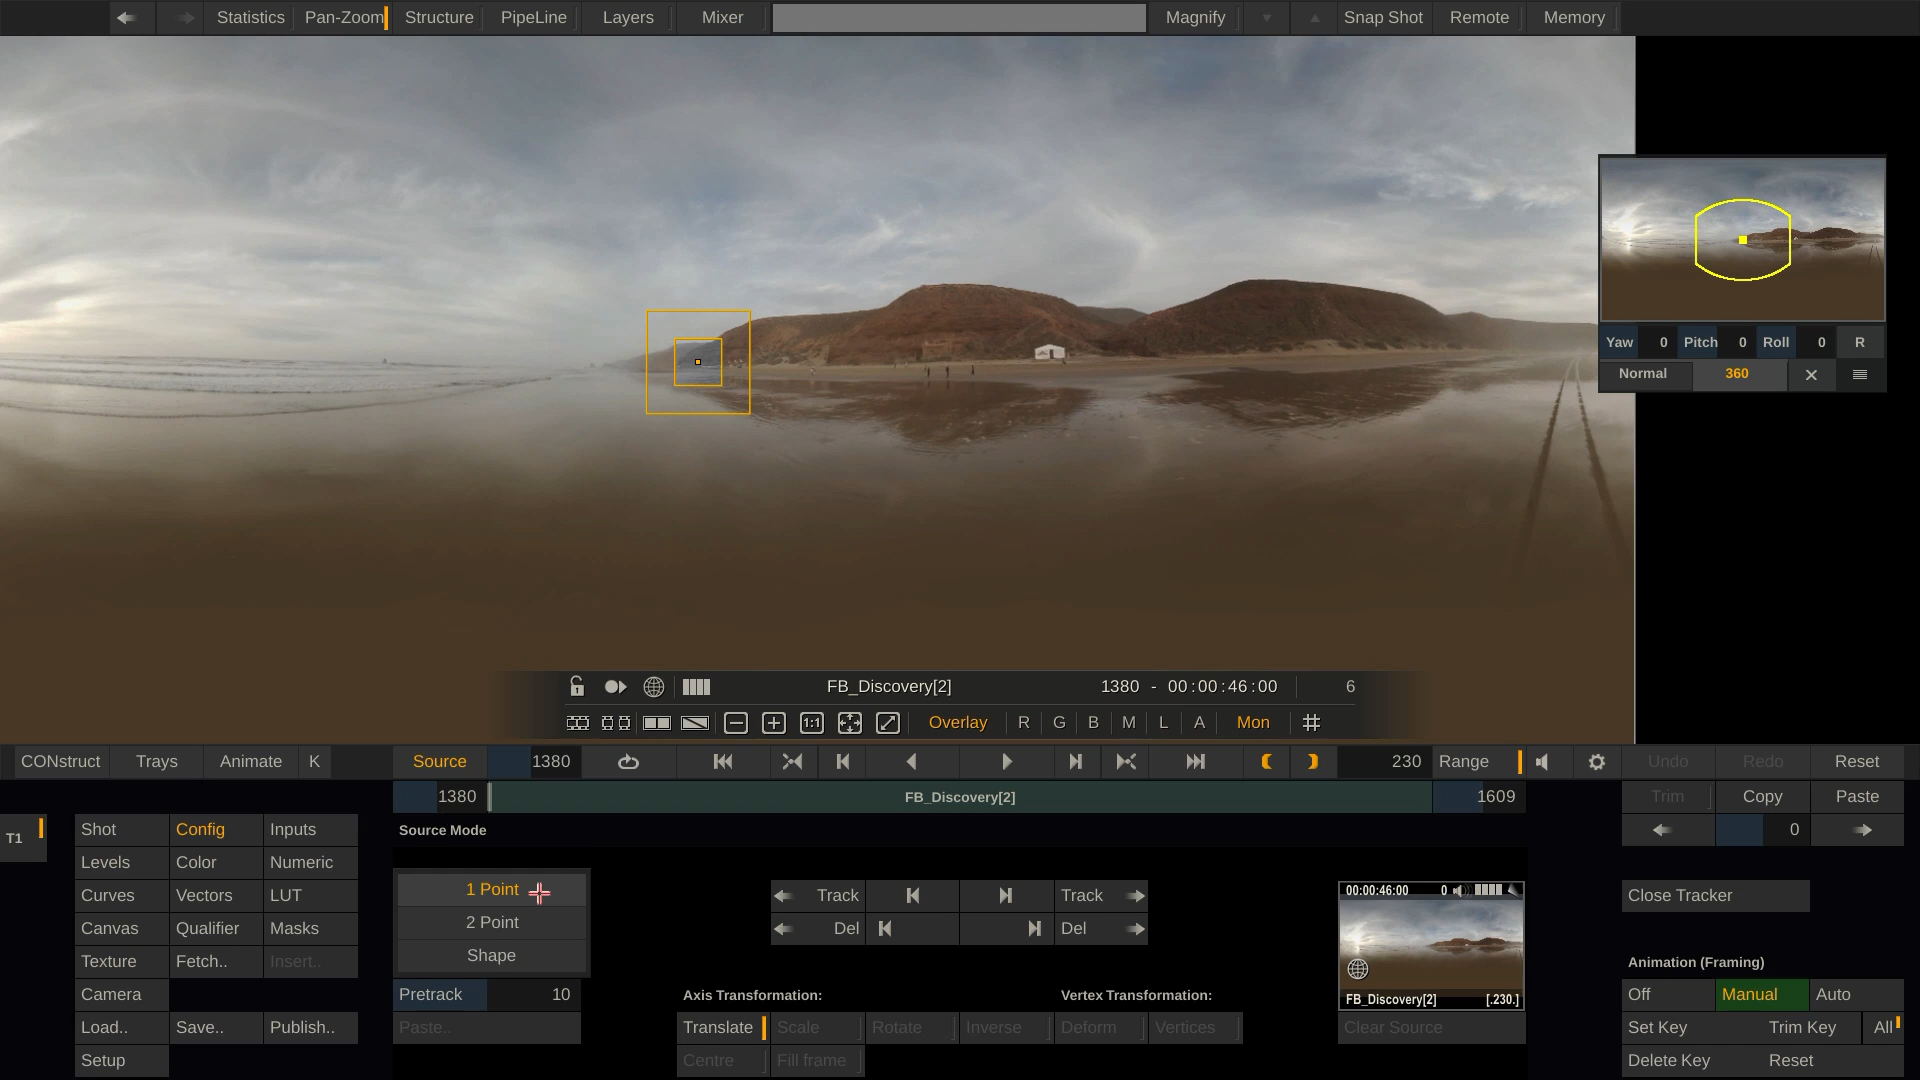 Statistics Pan-Zoom Structure PipeLine Layers Mixer Magnify Snap Shot Remote Memory
Yaw 0 Pitch 0 Roll 0 R
Normal 360
FB_Discovery[2] 1380 - 00:00:46:00 6
1:1 Overlay R G B M L A Mon
CONstruct Trays Animate K Source 1380 230 Range Undo Redo Reset
1380 FB_Discovery[2] 1609 Trim Copy Paste
T1 Shot Config Inputs Source Mode 0
Levels Color Numeric
Curves Vectors LUT 1 Point Track Track 00:00:46:00 0 Close Tracker
Canvas Qualifier Masks 2 Point Del Del
Texture Fetch.. Insert.. Shape Animation (Framing)
Camera Pretrack 10 Axis Transformation: Vertex Transformation: FB_Discovery[2] [.230.] Off Manual Auto
Load.. Save.. Publish.. Paste.. Translate Scale Rotate Inverse Deform Vertices Clear Source Set Key Trim Key All
Setup Centre Fill frame Delete Key Reset